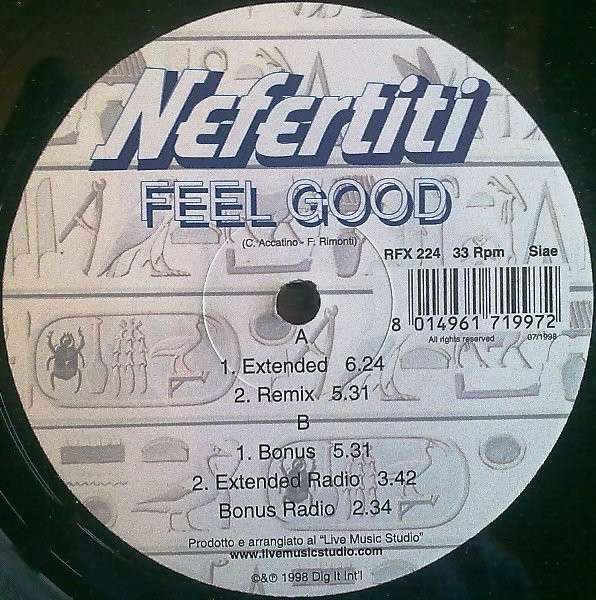 Nefertiti
FEEL GOOD
(C. Accatino - F. Rimonti)
RFX 224 33 Rpm Siae
8 014961 719972
All rights reserved 07/1998
A
1. Extended 6.24
2. Remix 5.31
B
1. Bonus 5.31
2. Extended Radio 3.42
Bonus Radio 2.34
Prodotto e arrangiato al "Live Music Studio"
www.livemusicstudio.com
©&℗ 1998 Dig It Int'l